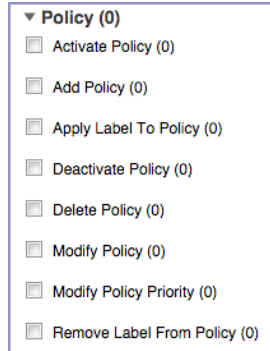 Policy (0)
Activate Policy (0)
Add Policy (0)
Apply Label To Policy (0)
Deactivate Policy (0)
Delete Policy (0)
Modify Policy (0)
Modify Policy Priority (0)
Remove Label From Policy (0)